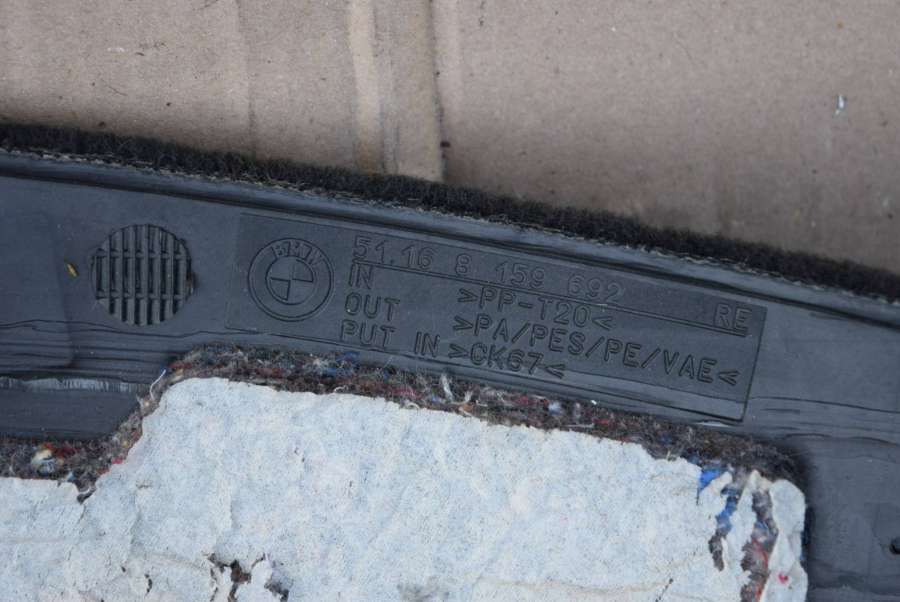 BMW
51.16 8 159 692 RE
IN >PP-T20<
OUT >PA/PES/PE/VAE<
PUT IN >CK67<